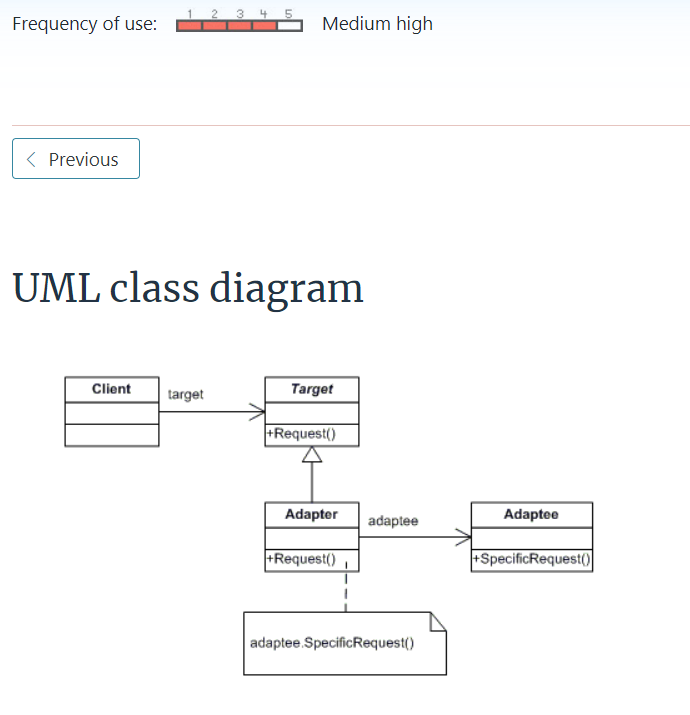 Frequency of use:
1 2 3 4 5
Medium high
Previous
UML class diagram
Client
target
Target
+Request()
Adapter
adaptee
Adaptee
+Request()
+SpecificRequest()
adaptee.SpecificRequest()